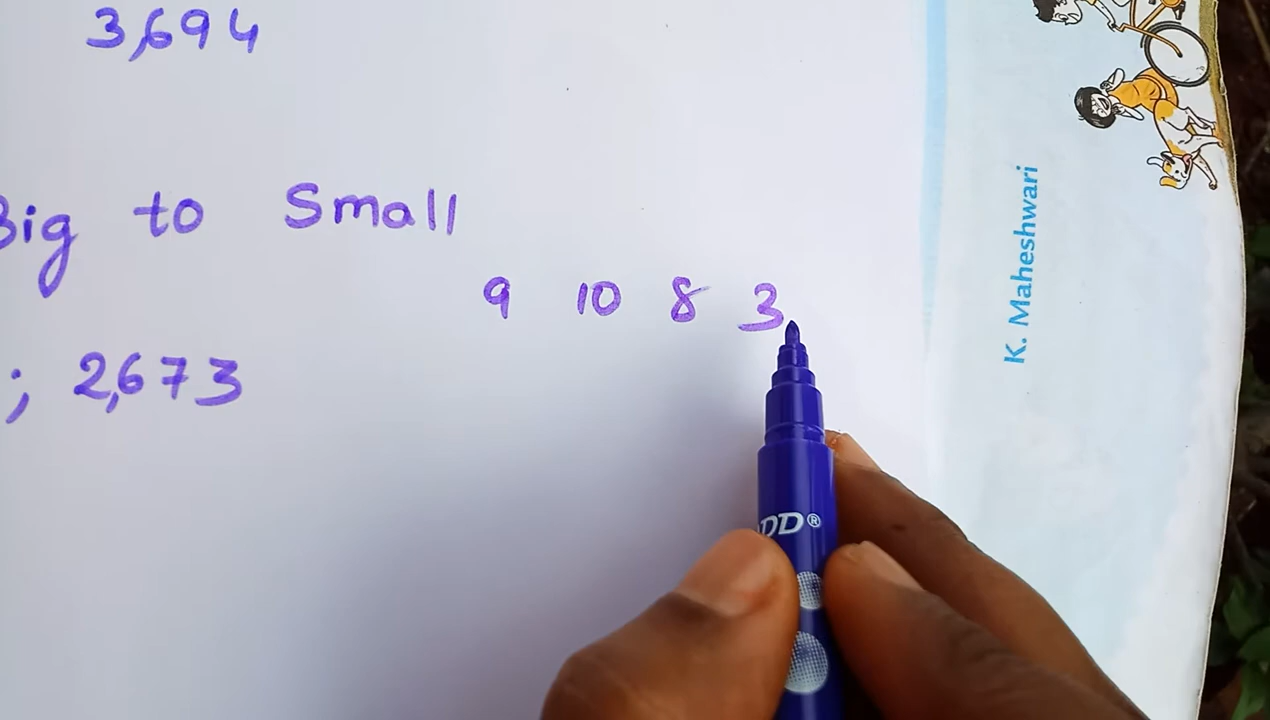 3,694
Big to Small
9 10 8 3
; 2,673
K. Maheshwari
DD®